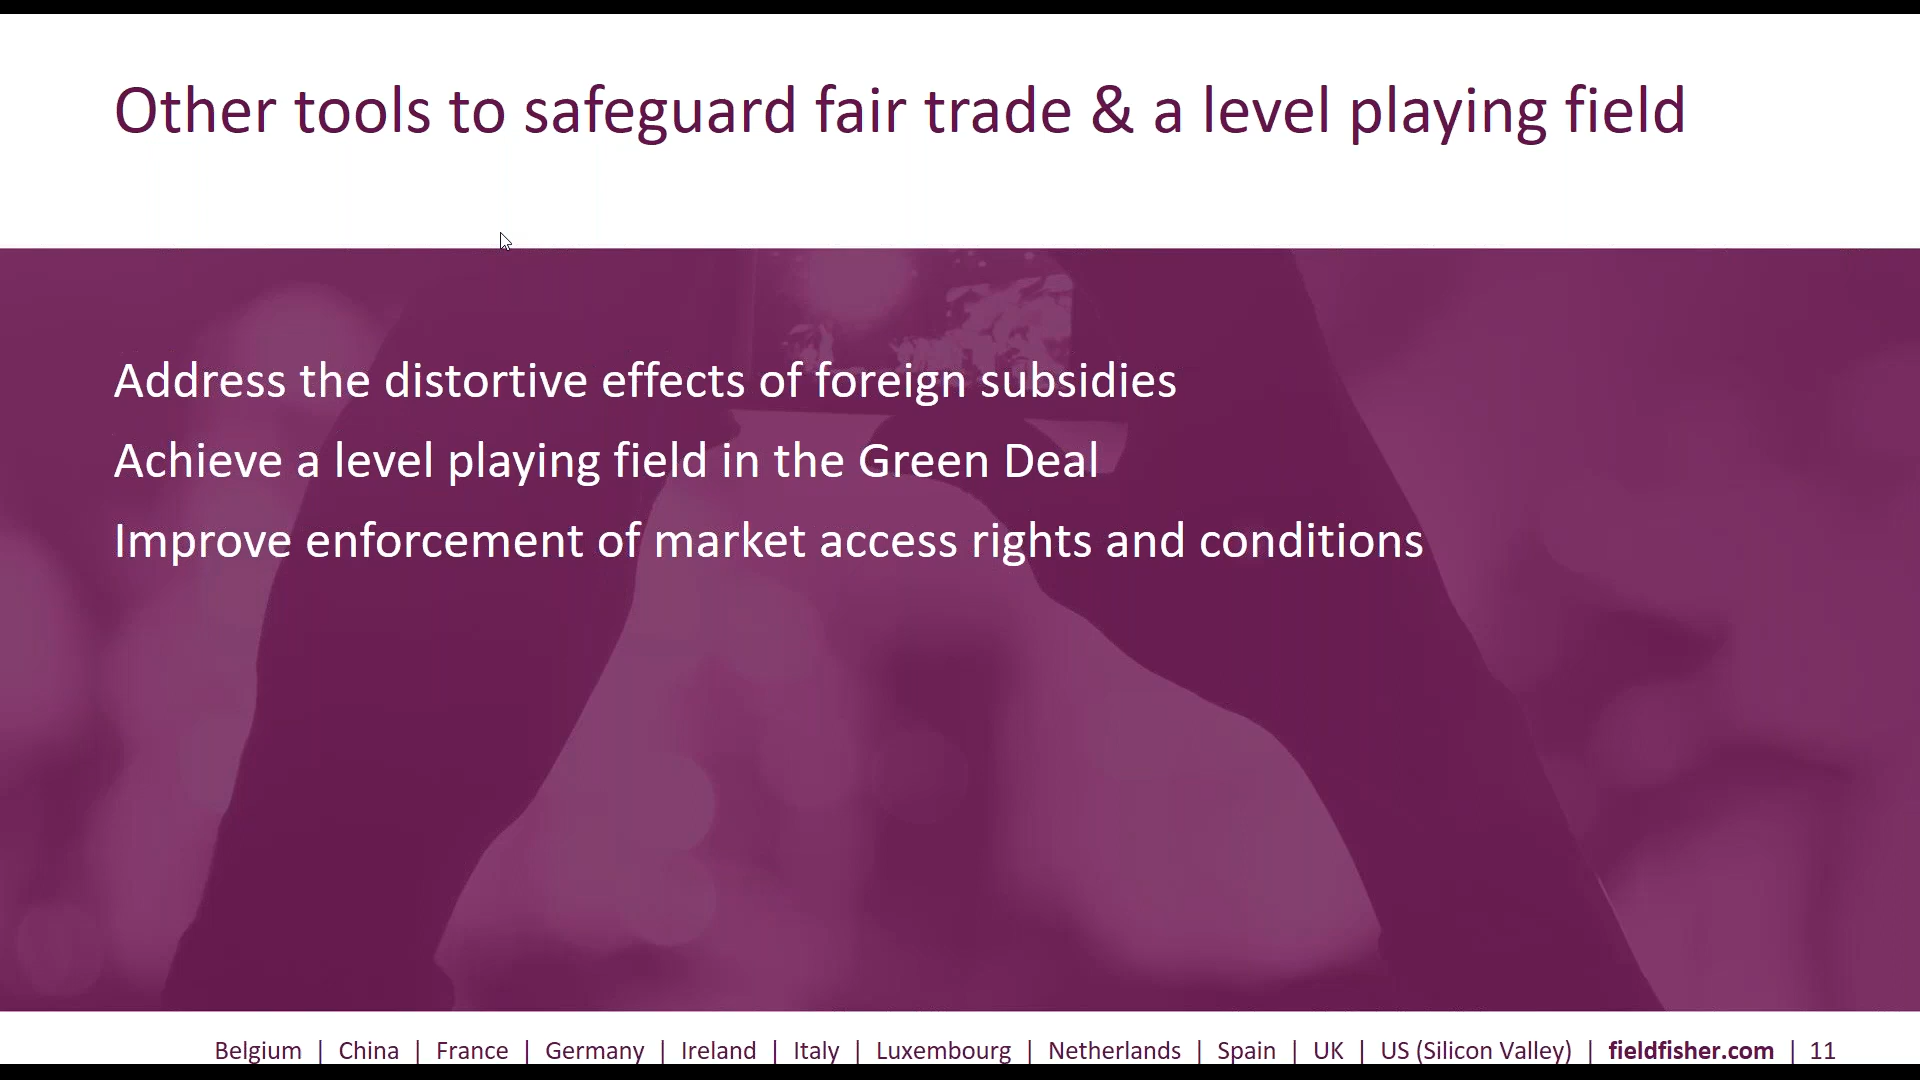 Other tools to safeguard fair trade & a level playing field
Address the distortive effects of foreign subsidies
Achieve a level playing field in the Green Deal
Improve enforcement of market access rights and conditions
Belgium | China | France | Germany | Ireland | Italy | Luxembourg | Netherlands | Spain | UK | US (Silicon Valley) | fieldfisher.com | 11